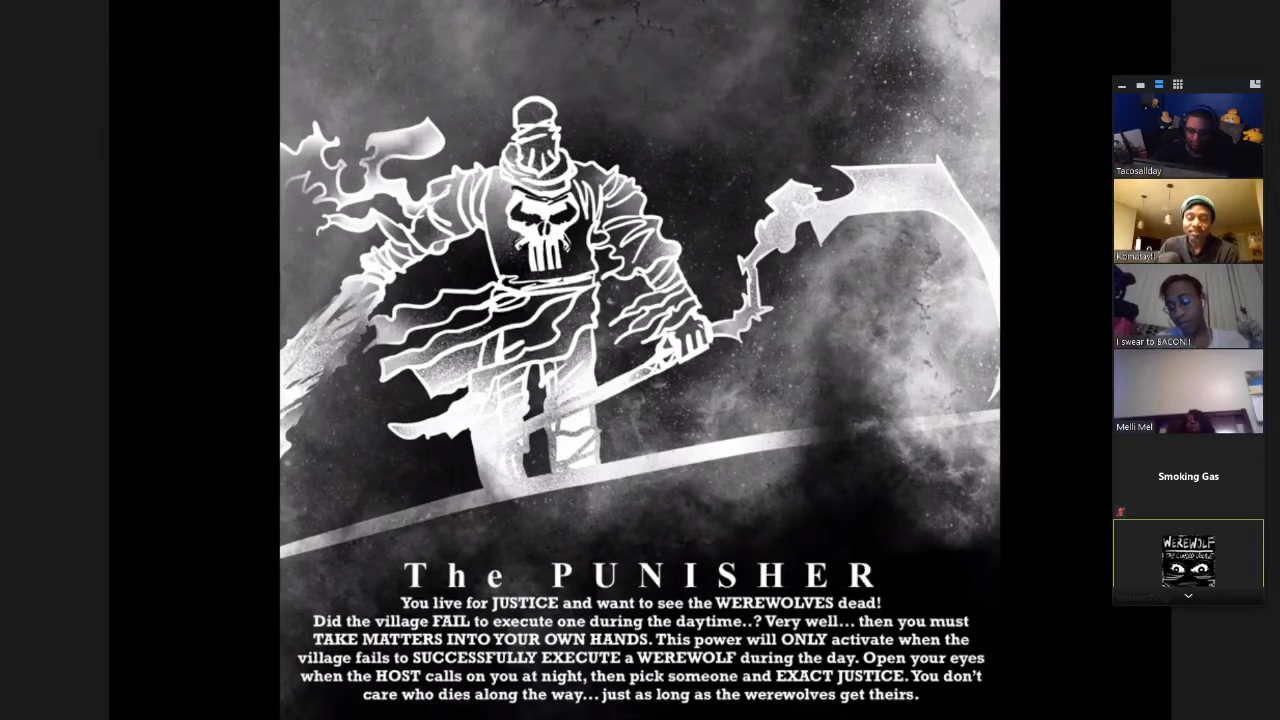 Tacosallday
Komatayli
I swear to BACON!!
Melli Mel
Smoking Gas
WEREWOLF
The PUNISHER
You live for JUSTICE and want to see the WEREWOLVES dead!
Did the village FAIL to execute one during the daytime..? Very well... then you must
TAKE MATTERS INTO YOUR OWN HANDS. This power will ONLY activate when the
village fails to SUCCESSFULLY EXECUTE a WEREWOLF during the day. Open your eyes
when the HOST calls on you at night, then pick someone and EXACT JUSTICE. You don't
care who dies along the way... just as long as the werewolves get theirs.